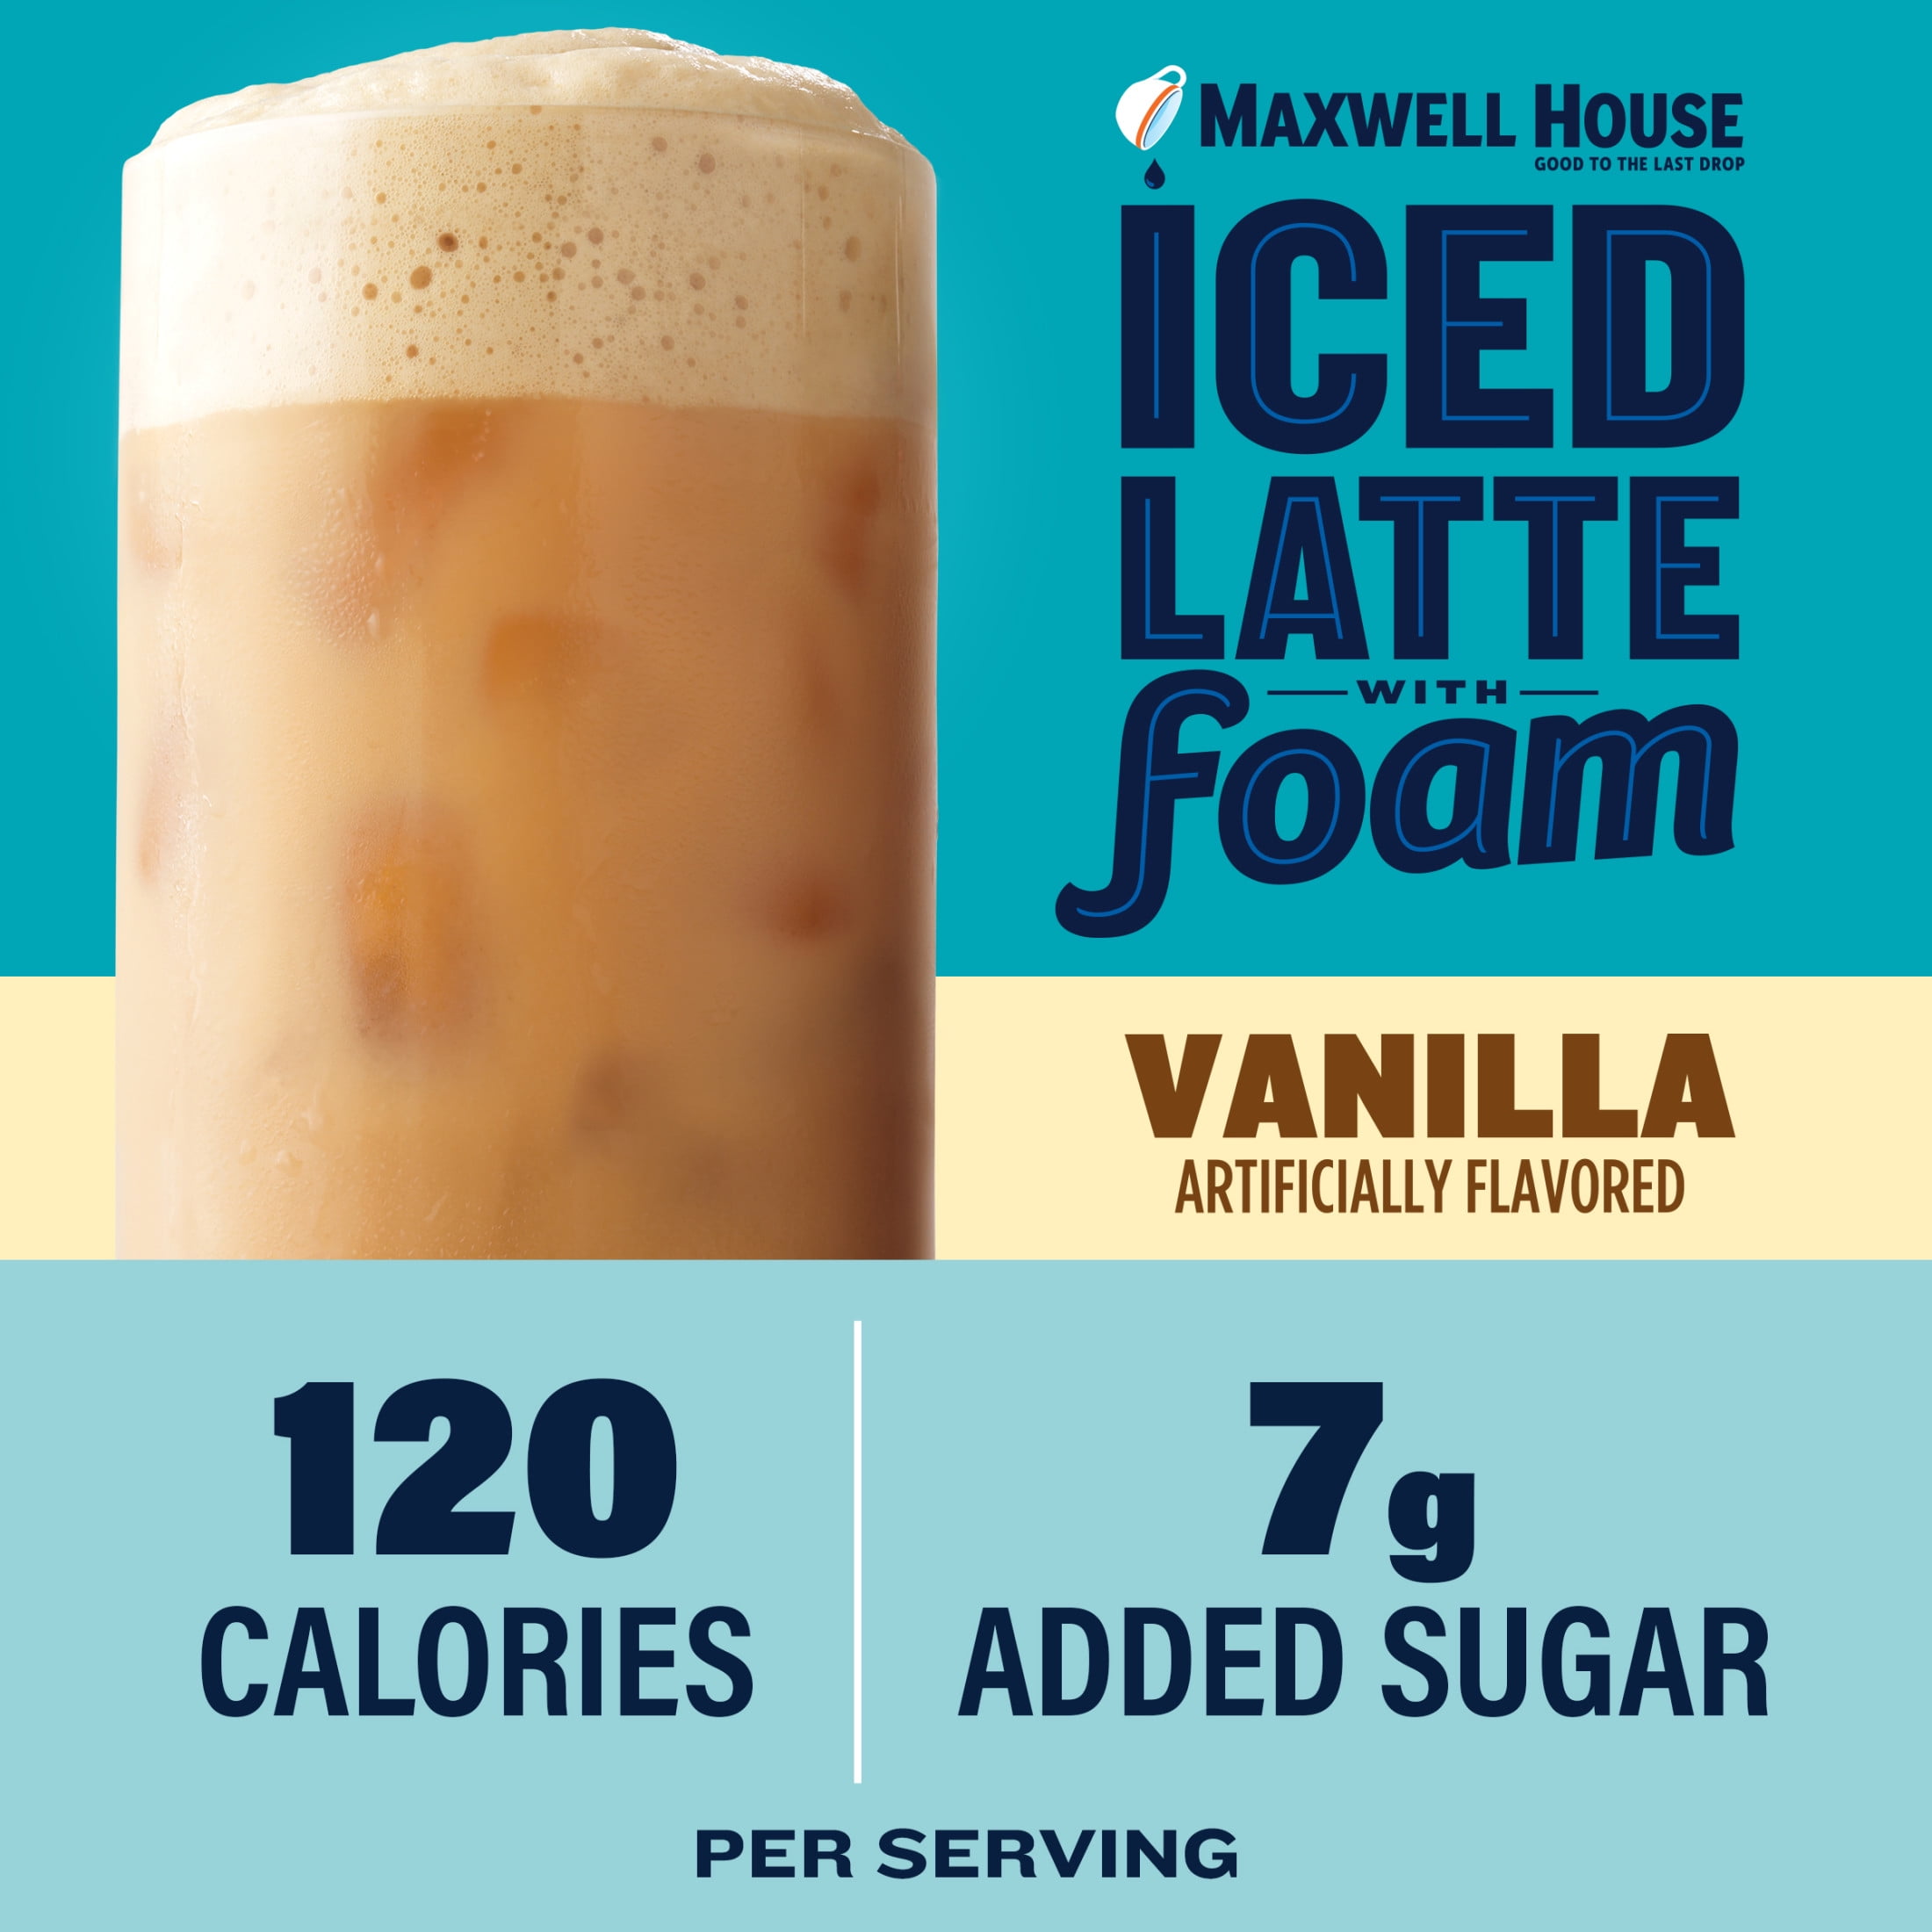 MAXWELL HOUSE
GOOD TO THE LAST DROP
ICED
LATTE
WITH
foam
VANILLA
ARTIFICIALLY FLAVORED
120
CALORIES
7g
ADDED SUGAR
PER SERVING